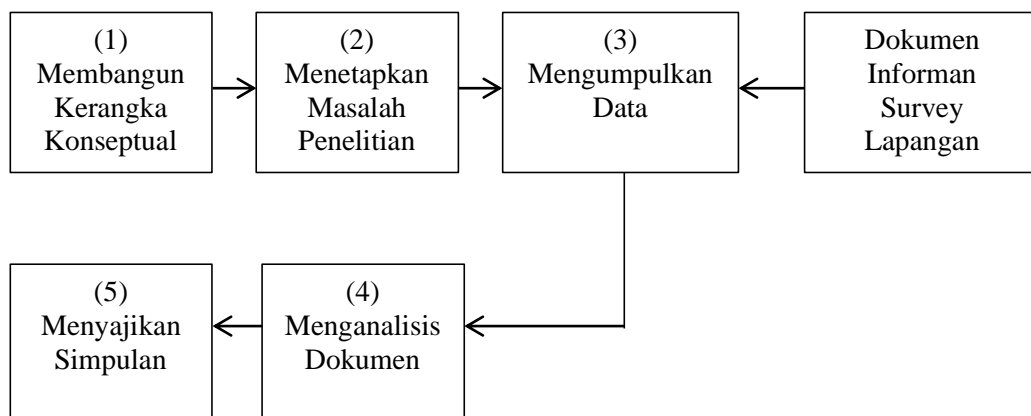 (1)
Membangun
Kerangka
Konseptual
(2)
Menetapkan
Masalah
Penelitian
(3)
Mengumpulkan
Data
Dokumen
Informan
Survey
Lapangan
(5)
Menyajikan
Simpulan
(4)
Menganalisis
Dokumen